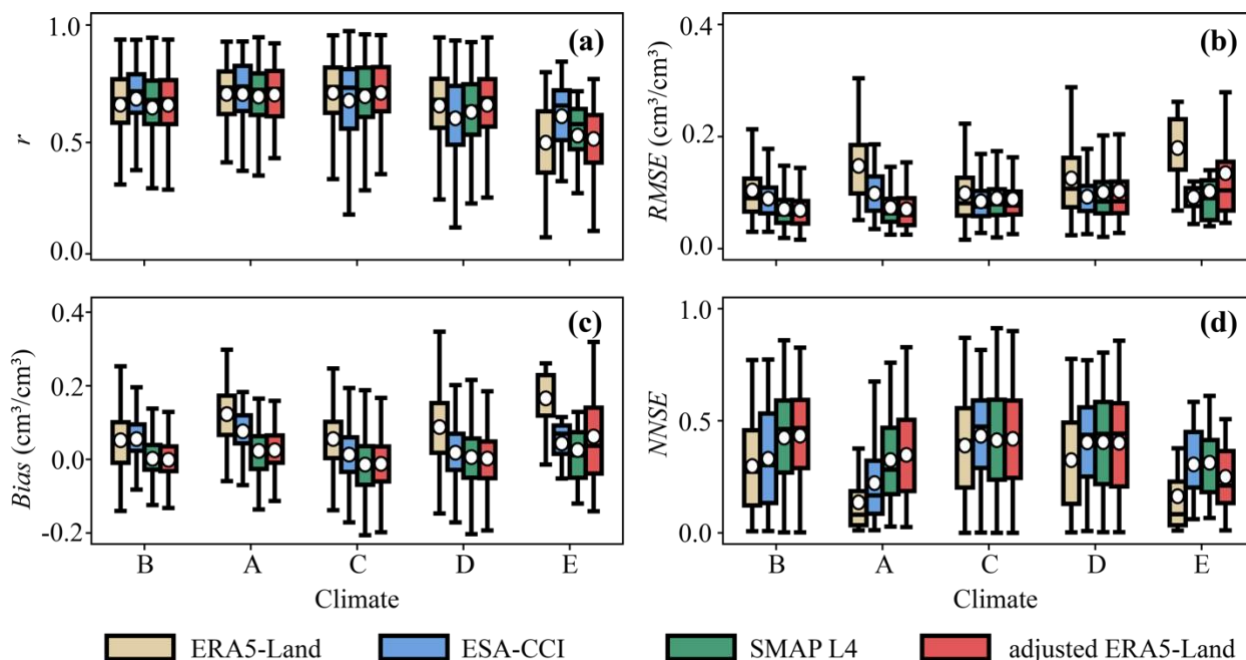 1.0
(a)
r
0.5
0.0
0.4
(b)
RMSE (cm³/cm³)
0.2
0.0
0.4
(c)
Bias (cm³/cm³)
0.2
0.0
-0.2
B A C D E
Climate
1.0
(d)
NNSE
0.5
0.0
B A C D E
Climate
ERA5-Land ESA-CCI SMAP L4 adjusted ERA5-Land